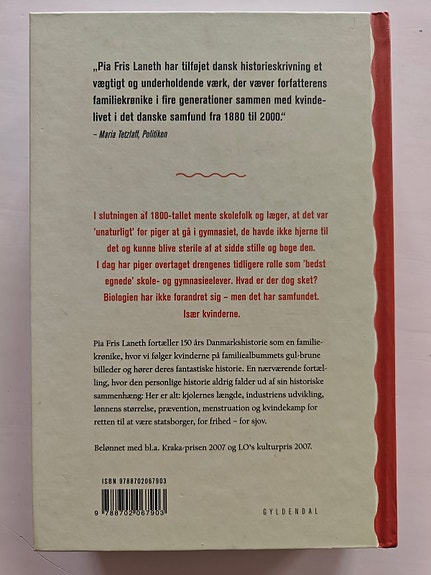 „Pia Fris Laneth har tilføjet dansk historieskrivning et
vægtigt og underholdende værk, der væver forfatterens
familiekrønike i fire generationer sammen med kvinde-
livet i det danske samfund fra 1880 til 2000.“
– Maria Tetzlaff, Politiken
I slutningen af 1800-tallet mente skolefolk og læger, at det var
'unaturligt' for piger at gå i gymnasiet, de havde ikke hjerne til
det og kunne blive sterile af at sidde stille og boge den.
I dag har piger overtaget drengenes tidligere rolle som 'bedst
egnede' skole- og gymnasieelever. Hvad er der dog sket?
Biologien har ikke forandret sig – men det har samfundet.
Især kvinderne.
Pia Fris Laneth fortæller 150 års Danmarkshistorie som en familie-
krønike, hvor vi følger kvinderne på familiealbummets gul-brune
billeder og hører deres fantastiske historie. En nærværende fortæl-
ling, hvor den personlige historie aldrig falder ud af sin historiske
sammenhæng: Her er alt: kjolernes længde, industriens udvikling,
lønnens størrelse, prævention, menstruation og kvindekamp for
retten til at være statsborger, for frihed – for sjov.
Belønnet med bl.a. Kraka-prisen 2007 og LO's kulturpris 2007.
ISBN 9788702067903
9 788702 067903
GYLDENDAL